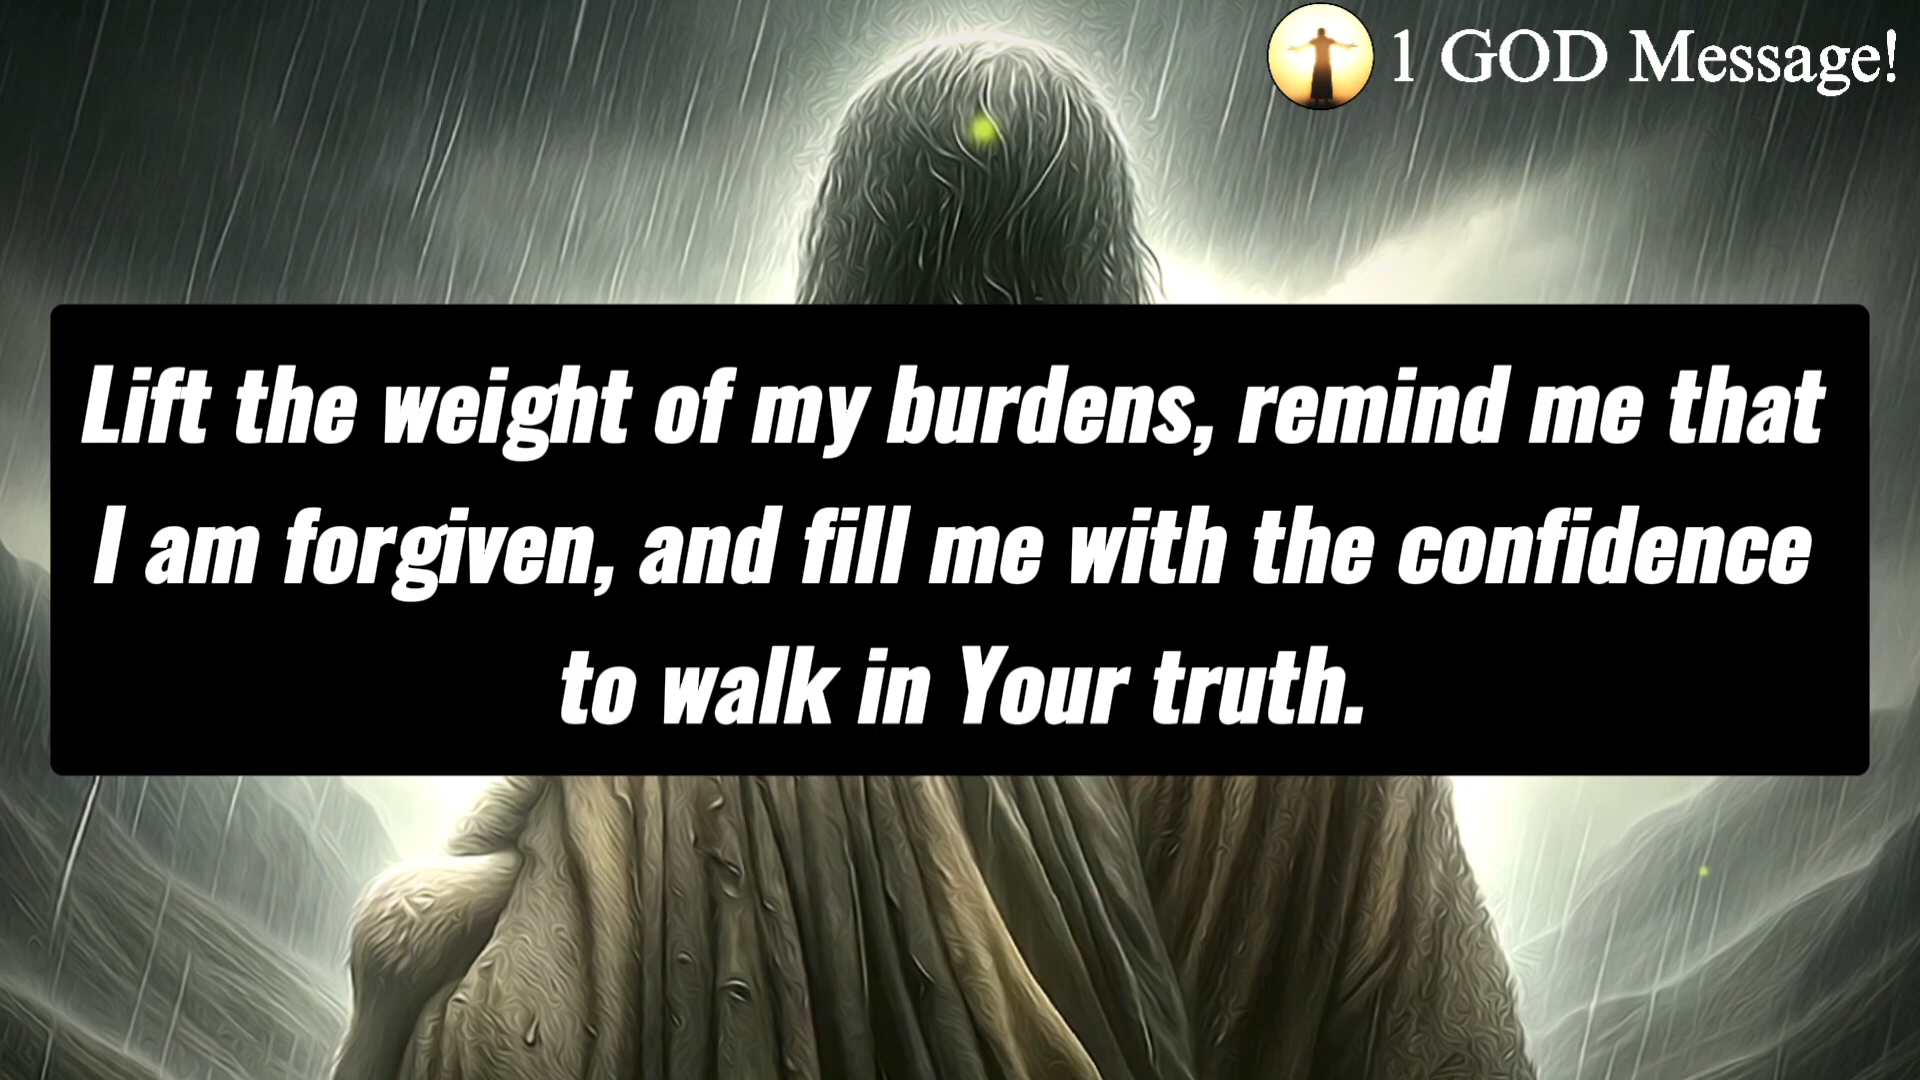 1 GOD Message!
Lift the weight of my burdens, remind me that
I am forgiven, and fill me with the confidence
to walk in Your truth.